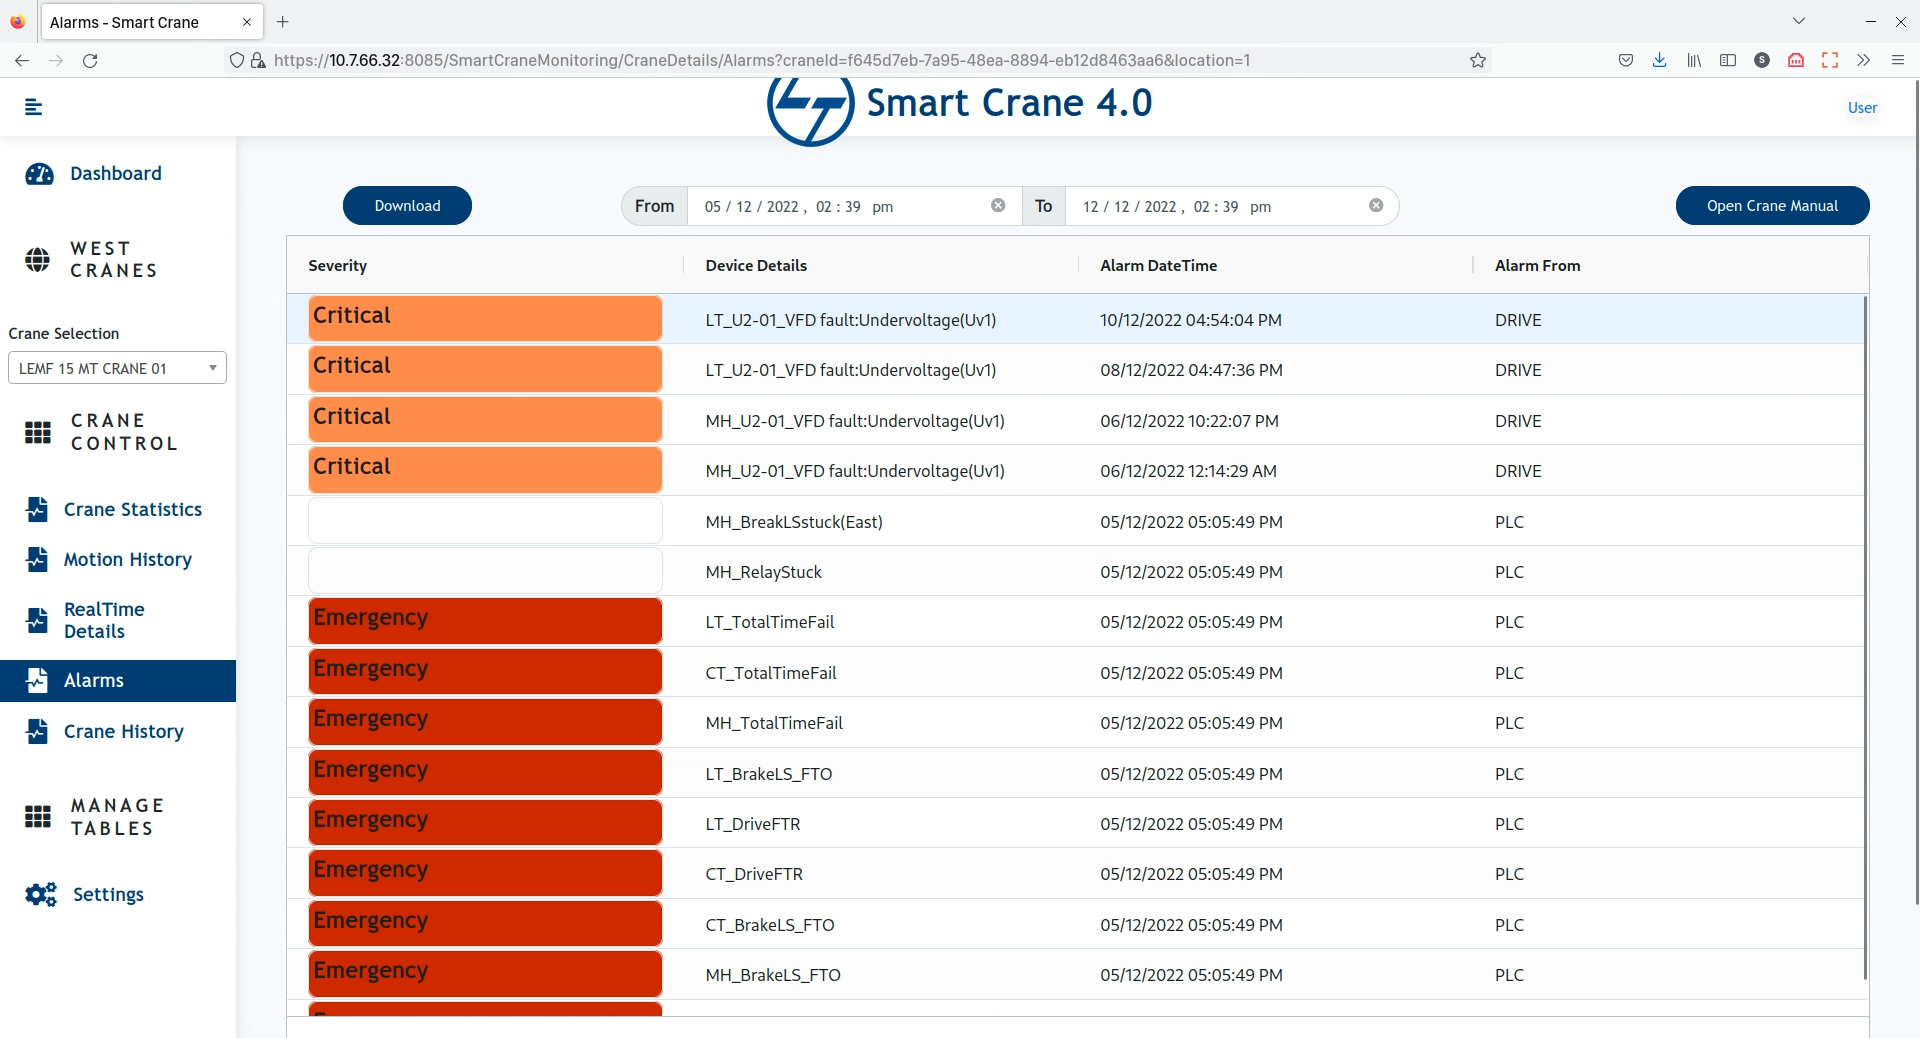 Alarms - Smart Crane
https://10.7.66.32:8085/SmartCraneMonitoring/CraneDetails/Alarms?craneId=f645d7eb-7a95-48ea-8894-eb12d8463aa6&location=1
S
LT Smart Crane 4.0
User
Dashboard
WEST CRANES
Crane Selection
LEMF 15 MT CRANE 01
CRANE CONTROL
Crane Statistics
Motion History
RealTime Details
Alarms
Crane History
MANAGE TABLES
Settings
Download
From 05 / 12 / 2022 , 02 : 39 pm To 12 / 12 / 2022 , 02 : 39 pm
Open Crane Manual
Severity Device Details Alarm DateTime Alarm From
Critical LT_U2-01_VFD fault:Undervoltage(Uv1) 10/12/2022 04:54:04 PM DRIVE
Critical LT_U2-01_VFD fault:Undervoltage(Uv1) 08/12/2022 04:47:36 PM DRIVE
Critical MH_U2-01_VFD fault:Undervoltage(Uv1) 06/12/2022 10:22:07 PM DRIVE
Critical MH_U2-01_VFD fault:Undervoltage(Uv1) 06/12/2022 12:14:29 AM DRIVE
MH_BreakLSstuck(East) 05/12/2022 05:05:49 PM PLC
MH_RelayStuck 05/12/2022 05:05:49 PM PLC
Emergency LT_TotalTimeFail 05/12/2022 05:05:49 PM PLC
Emergency CT_TotalTimeFail 05/12/2022 05:05:49 PM PLC
Emergency MH_TotalTimeFail 05/12/2022 05:05:49 PM PLC
Emergency LT_BrakeLS_FTO 05/12/2022 05:05:49 PM PLC
Emergency LT_DriveFTR 05/12/2022 05:05:49 PM PLC
Emergency CT_DriveFTR 05/12/2022 05:05:49 PM PLC
Emergency CT_BrakeLS_FTO 05/12/2022 05:05:49 PM PLC
Emergency MH_BrakeLS_FTO 05/12/2022 05:05:49 PM PLC